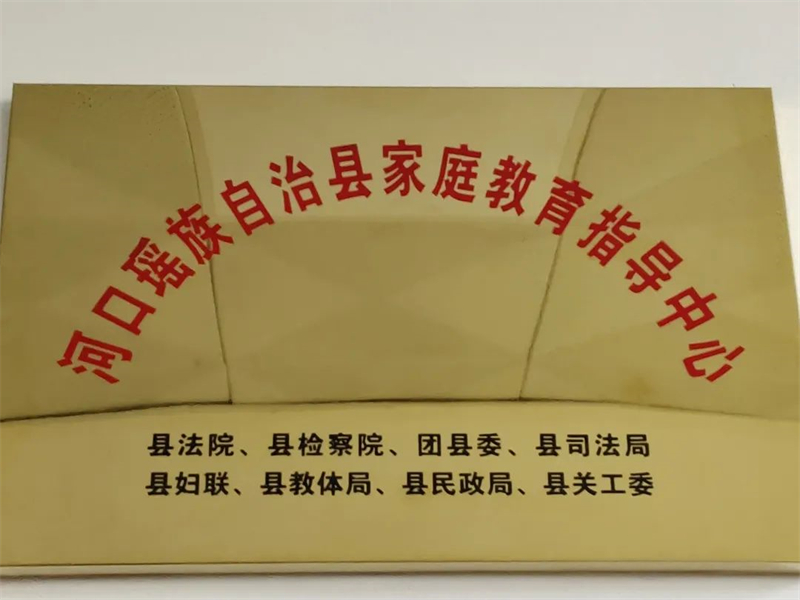 河口瑶族自治县家庭教育指导中心
县法院、县检察院、团县委、县司法局
县妇联、县教体局、县民政局、县关工委